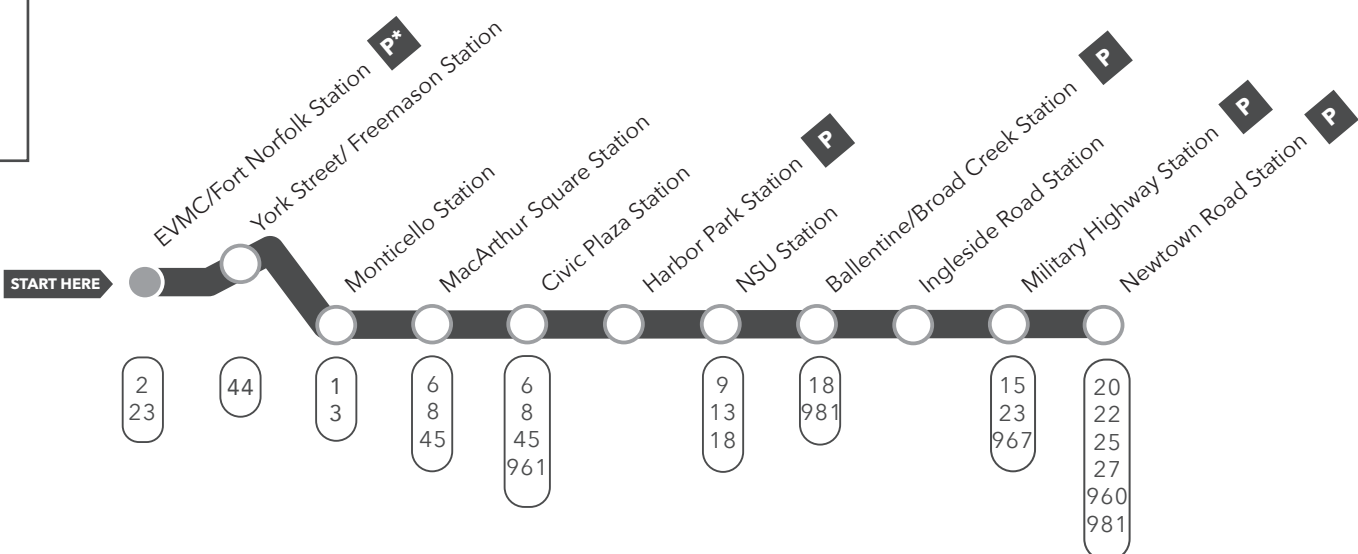 EVMC/Fort Norfolk Station P*
York Street/ Freemason Station
Monticello Station
MacArthur Square Station
Civic Plaza Station
Harbor Park Station P
NSU Station
Ballentine/Broad Creek Station P
Ingleside Road Station
Military Highway Station P
Newtown Road Station P
START HERE
2
23
44
1
3
6
8
45
6
8
45
961
9
13
18
18
981
15
23
967
20
22
25
27
960
981